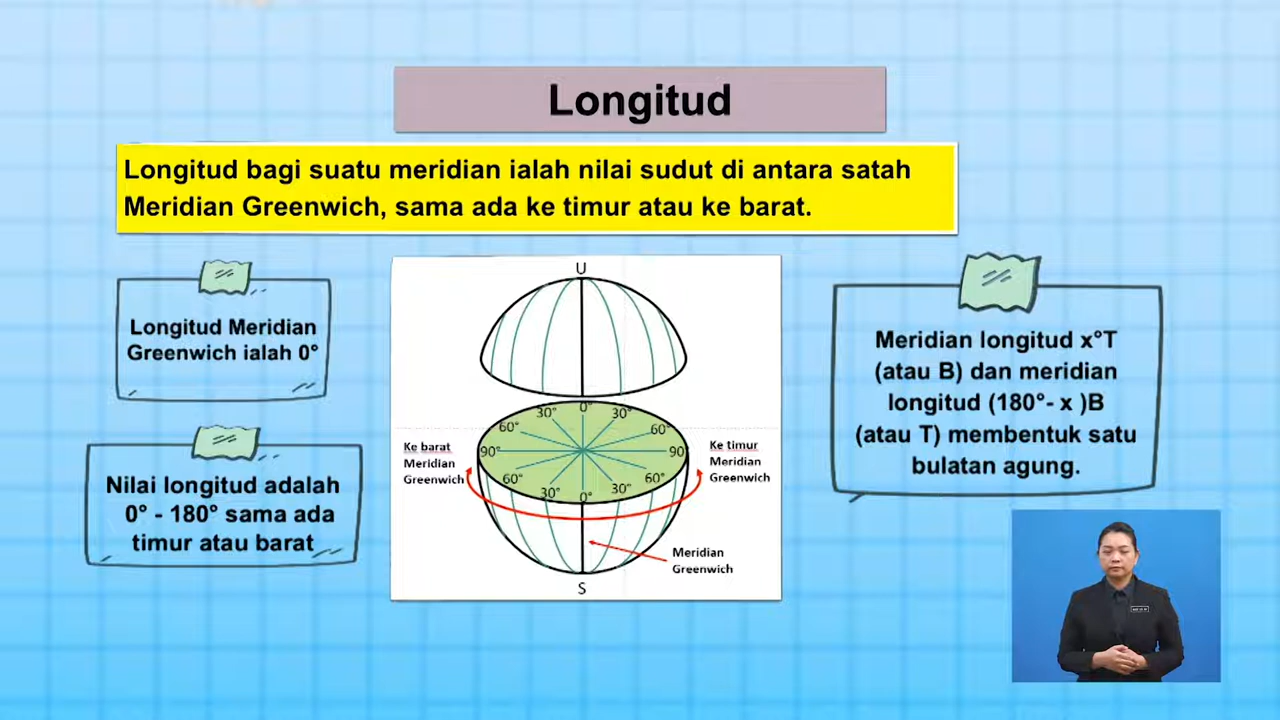 Longitud
Longitud bagi suatu meridian ialah nilai sudut di antara satah
Meridian Greenwich, sama ada ke timur atau ke barat.
Longitud Meridian
Greenwich ialah 0°
Nilai longitud adalah
0° - 180° sama ada
timur atau barat
U
0°
30°
30°
60°
60°
90°
90
60°
60°
30°
30°
0°
Ke barat
Meridian
Greenwich
Ke timur
Meridian
Greenwich
Meridian
Greenwich
S
Meridian longitud x°T
(atau B) dan meridian
longitud (180°- x )B
(atau T) membentuk satu
bulatan agung.